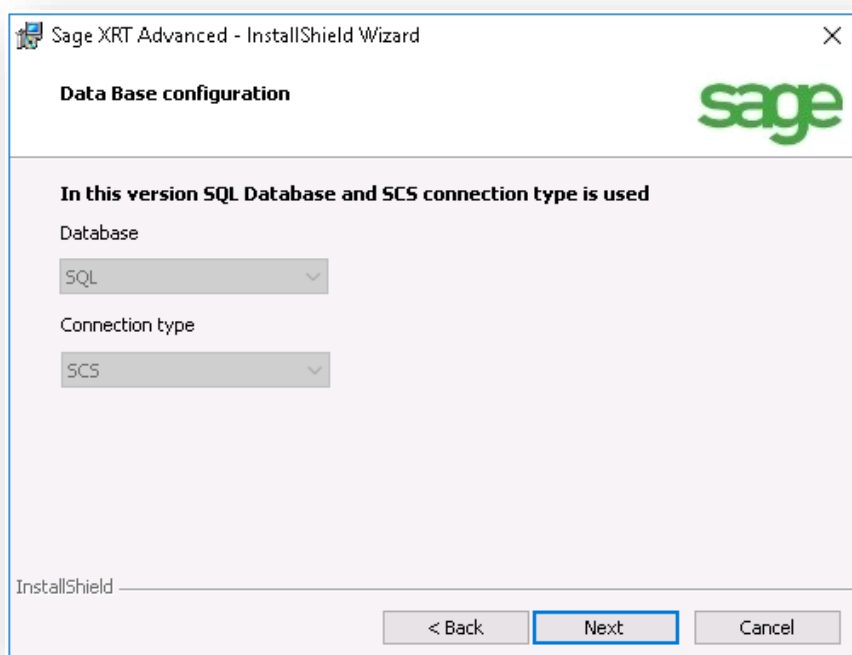 Sage XRT Advanced - InstallShield Wizard
Data Base configuration
sage
In this version SQL Database and SCS connection type is used
Database
SQL
Connection type
SCS
InstallShield
< Back Next Cancel